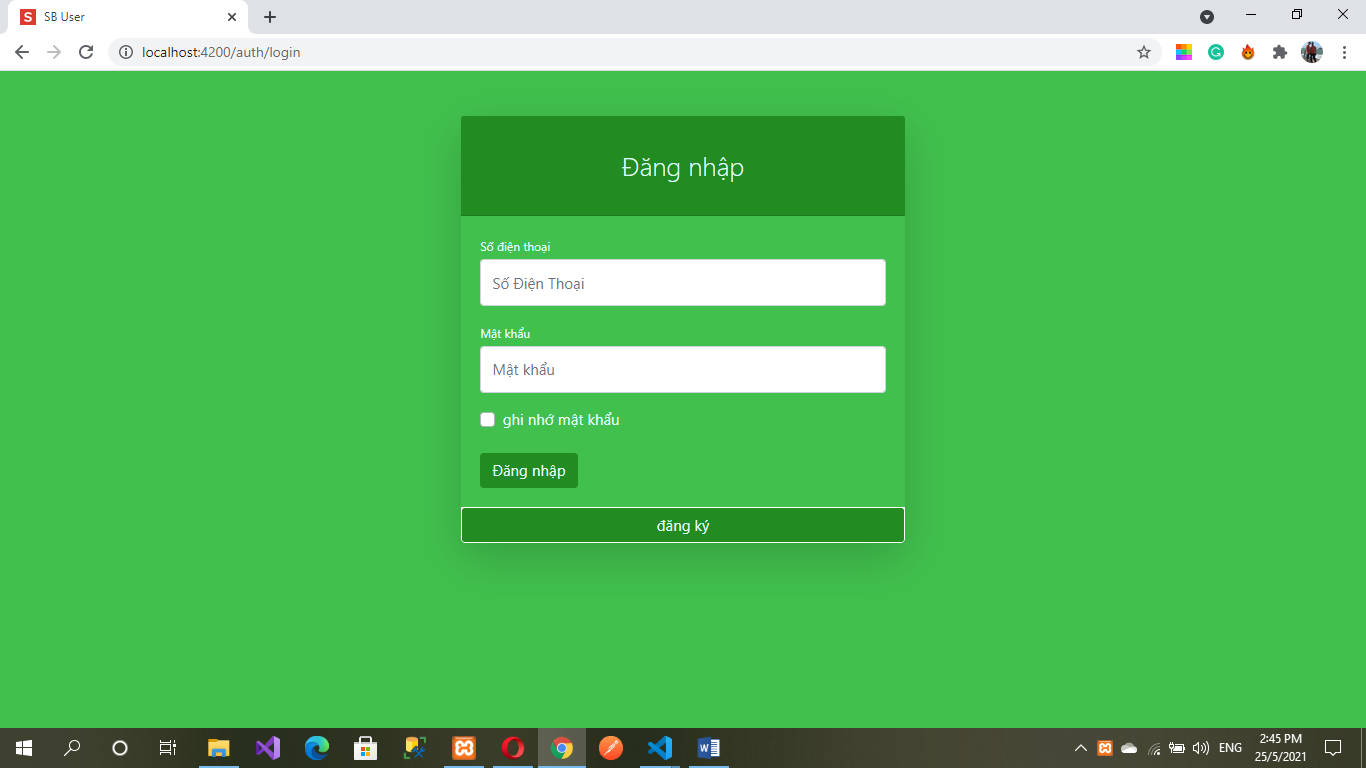 SB User
localhost:4200/auth/login
Đăng nhập
Số điện thoại
Số Điện Thoại
Mật khẩu
Mật khẩu
ghi nhớ mật khẩu
Đăng nhập
đăng ký
ENG
2:45 PM
25/5/2021